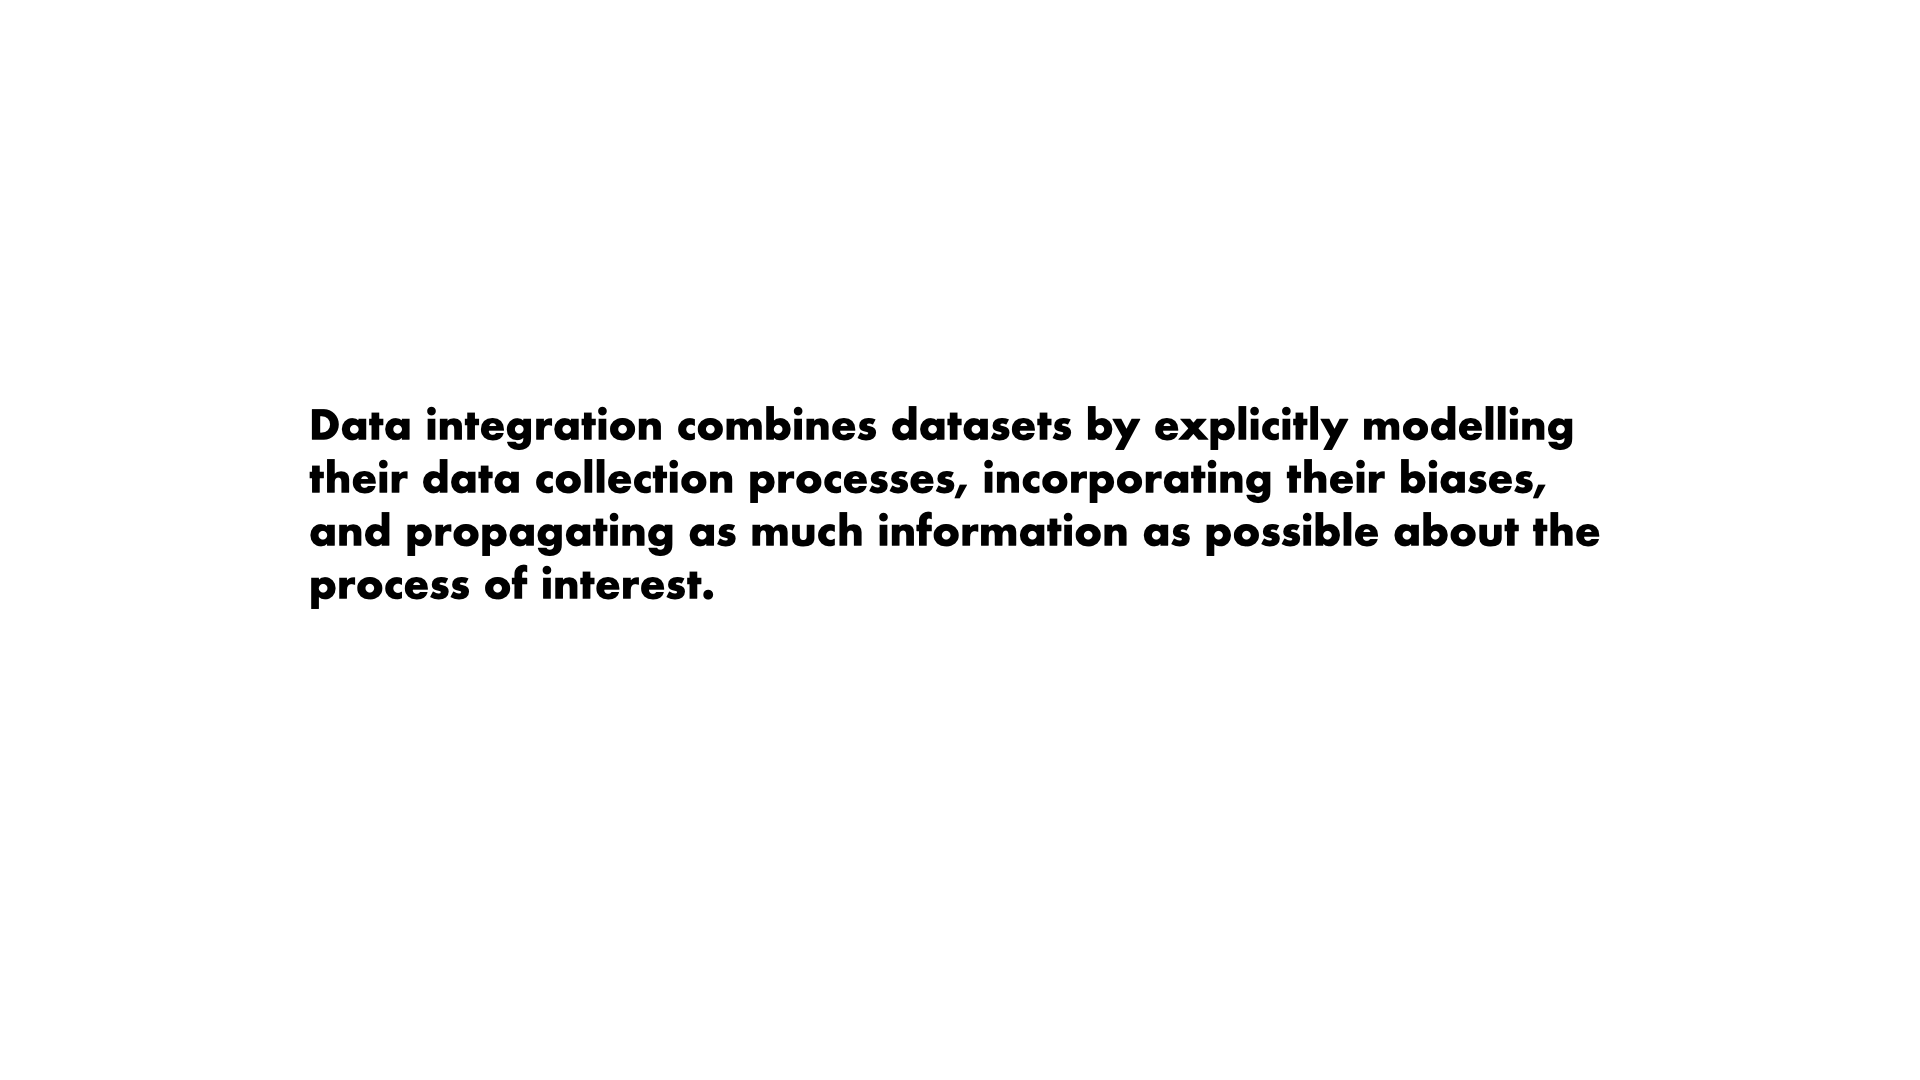 Data integration combines datasets by explicitly modelling
their data collection processes, incorporating their biases,
and propagating as much information as possible about the
process of interest.